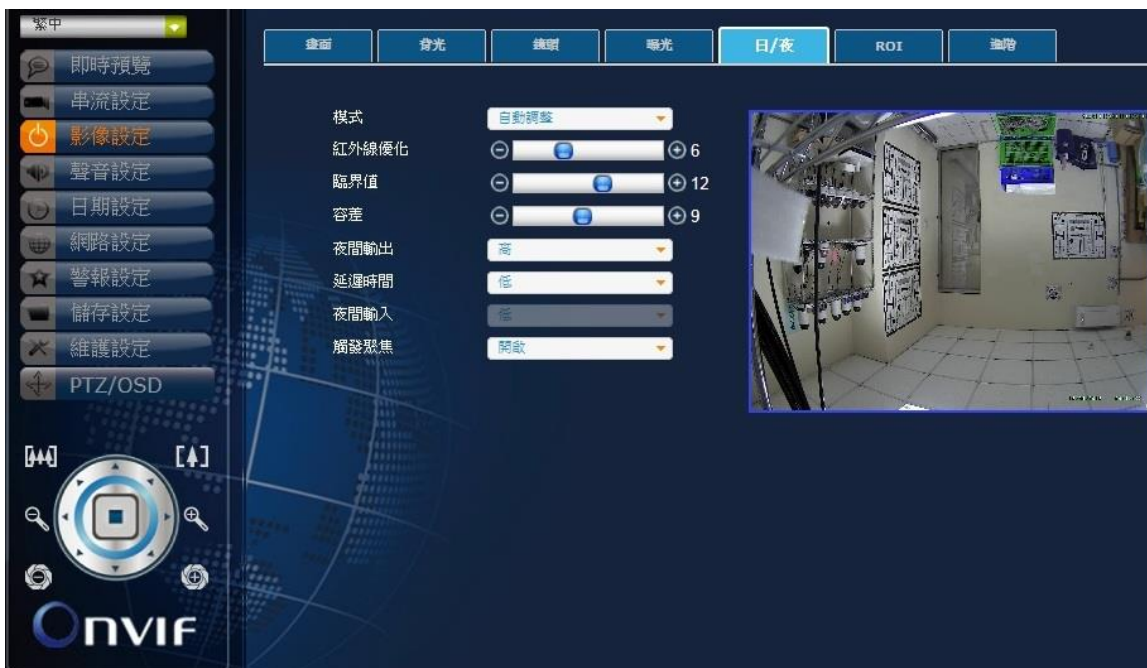 繁中
即時預覽
串流設定
影像設定
聲音設定
日期設定
網路設定
警報設定
儲存設定
維護設定
PTZ/OSD
ONVIF
畫面 背光 鏡頭 曝光 日/夜 ROI 進階
模式 自動調整
紅外線優化 6
臨界值 12
容差 9
夜間輸出 高
延遲時間 低
夜間輸入 低
觸發聚焦 開啟